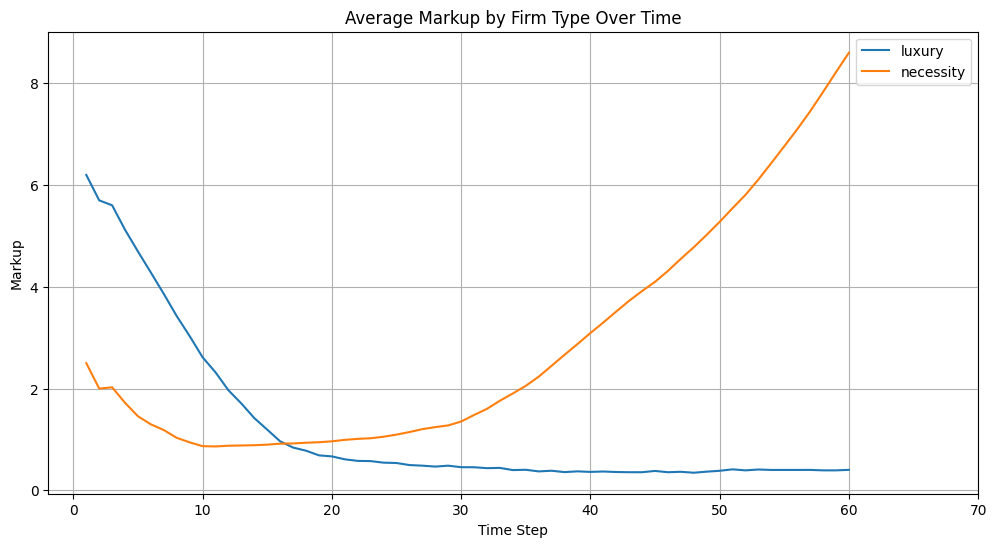 Average Markup by Firm Type Over Time
luxury
necessity
Markup
8
6
4
2
0
0 10 20 30 40 50 60 70
Time Step